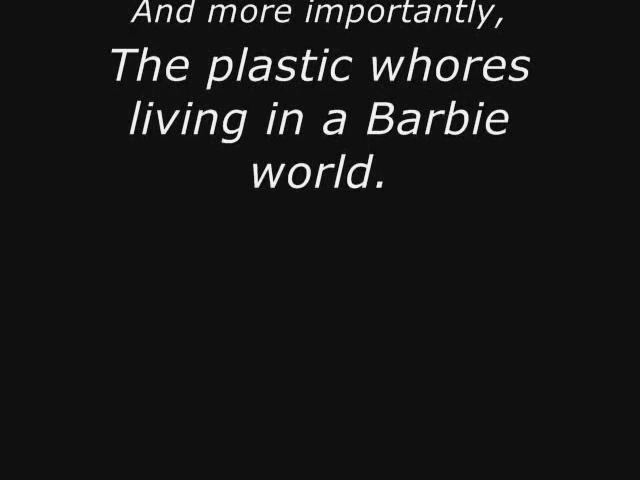 And more importantly,
The plastic whores
living in a Barbie
world.